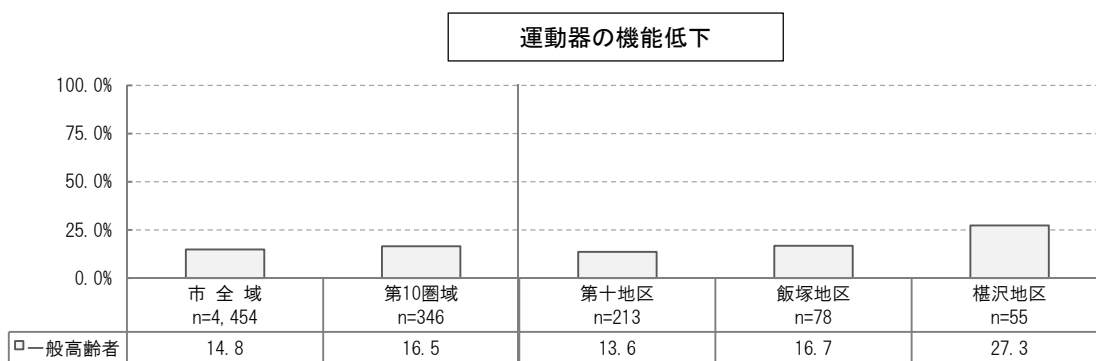 運動器の機能低下
100.0%
75.0%
50.0%
25.0%
0.0%
市 全 域 第10圏域 第十地区 飯塚地区 椹沢地区
n=4,454 n=346 n=213 n=78 n=55
一般高齢者 14.8 16.5 13.6 16.7 27.3